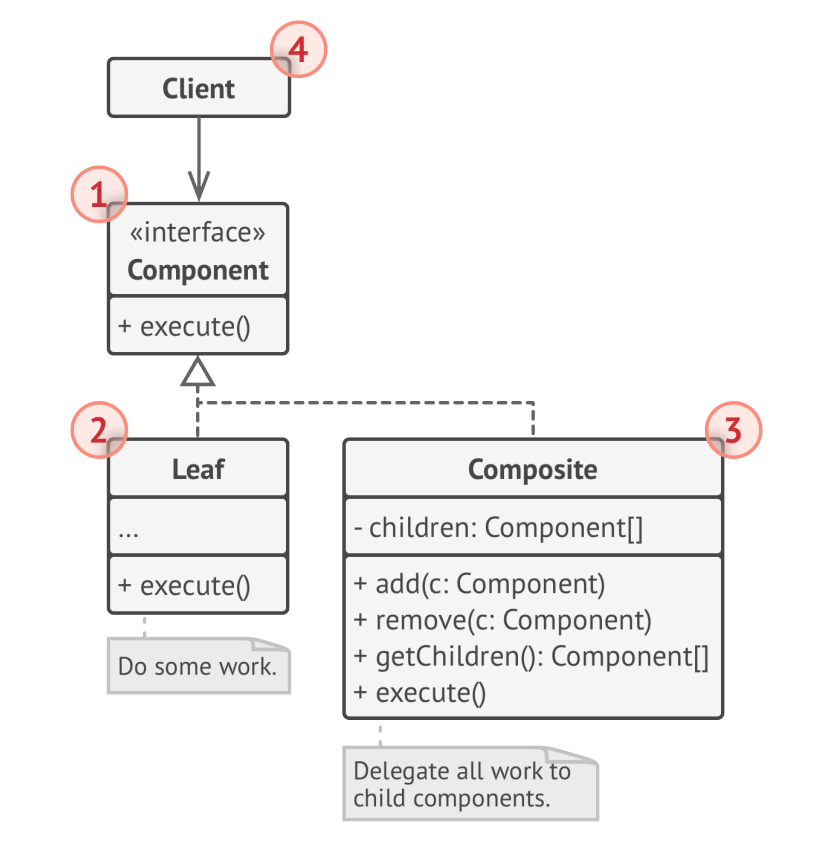 4
Client
1
«interface»
Component
+ execute()
2
Leaf
...
+ execute()
Do some work.
3
Composite
- children: Component[]
+ add(c: Component)
+ remove(c: Component)
+ getChildren(): Component[]
+ execute()
Delegate all work to
child components.